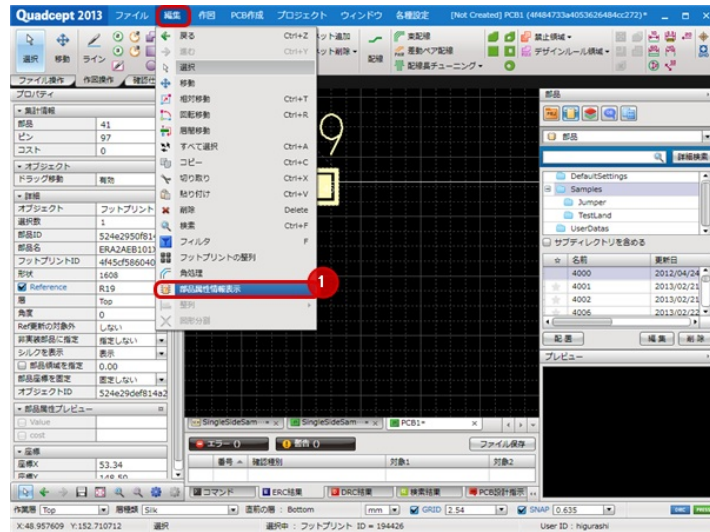 Quadcept 2013 ファイル 編集 作図 PCB作成 プロジェクト ウィンドウ 各種設定 [Not Created] PCB1 (4f484733a4053626484cc272)*
選択 移動 ライン
戻る Ctrl+Z
進む Ctrl+Y
選択
移動
相対移動 Ctrl+T
回転移動 Ctrl+R
層間移動
すべて選択 Ctrl+A
コピー Ctrl+C
切り取り Ctrl+X
貼り付け Ctrl+V
削除 Delete
検索 Ctrl+F
フィルタ F
フットプリントの整列
角処理
部品属性情報表示
1
整列
図形分割
ット追加
ット削除
配線
束配線
差動ペア配線
配線長チューニング
禁止領域
デザインルール領域
ファイル操作 作図操作 確認仕
プロパティ
集計情報
部品 41
ピン 97
コスト 0
オブジェクト
ドラッグ移動 有効
詳細
オブジェクト フットプリント
選択数 1
部品ID 524e2950f814
部品名 ERA2AEB101X
フットプリントID 4f45cf586040
形状 1608
Reference R19
層 Top
角度 0
Ref更新の対象外 しない
非実装部品に指定 指定しない
シルクを表示 表示
部品領域を指定 0.00
部品座標を固定 固定しない
オブジェクトID 524e29def814a2
部品属性プレビュー
Value
cost
座標
座標X 53.34
座標Y 148.50
9
部品
部品
詳細検索
DefaultSettings
Samples
Jumper
TestLand
UserDatas
サブディレクトリを含める
名前 更新日
4000 2012/04/24
4001 2013/02/21
4002 2013/02/21
4006 2013/02/22
配置 編集 削除
プレビュー
SingleSideSam SingleSideSam PCB1*
エラー () 警告 () ファイル保存
番号 確認種別 対象1 対象2
コマンド ERC結果 DRC結果 検索結果 PCB設計指示
作業層 Top 層種類 Silk 直前の層 : Bottom mm GRID 2.54 SNAP 0.635 DRC
X:48.957609 Y:152.710712 選択 選択中 : フットプリント ID = 194426 User ID : higurashi